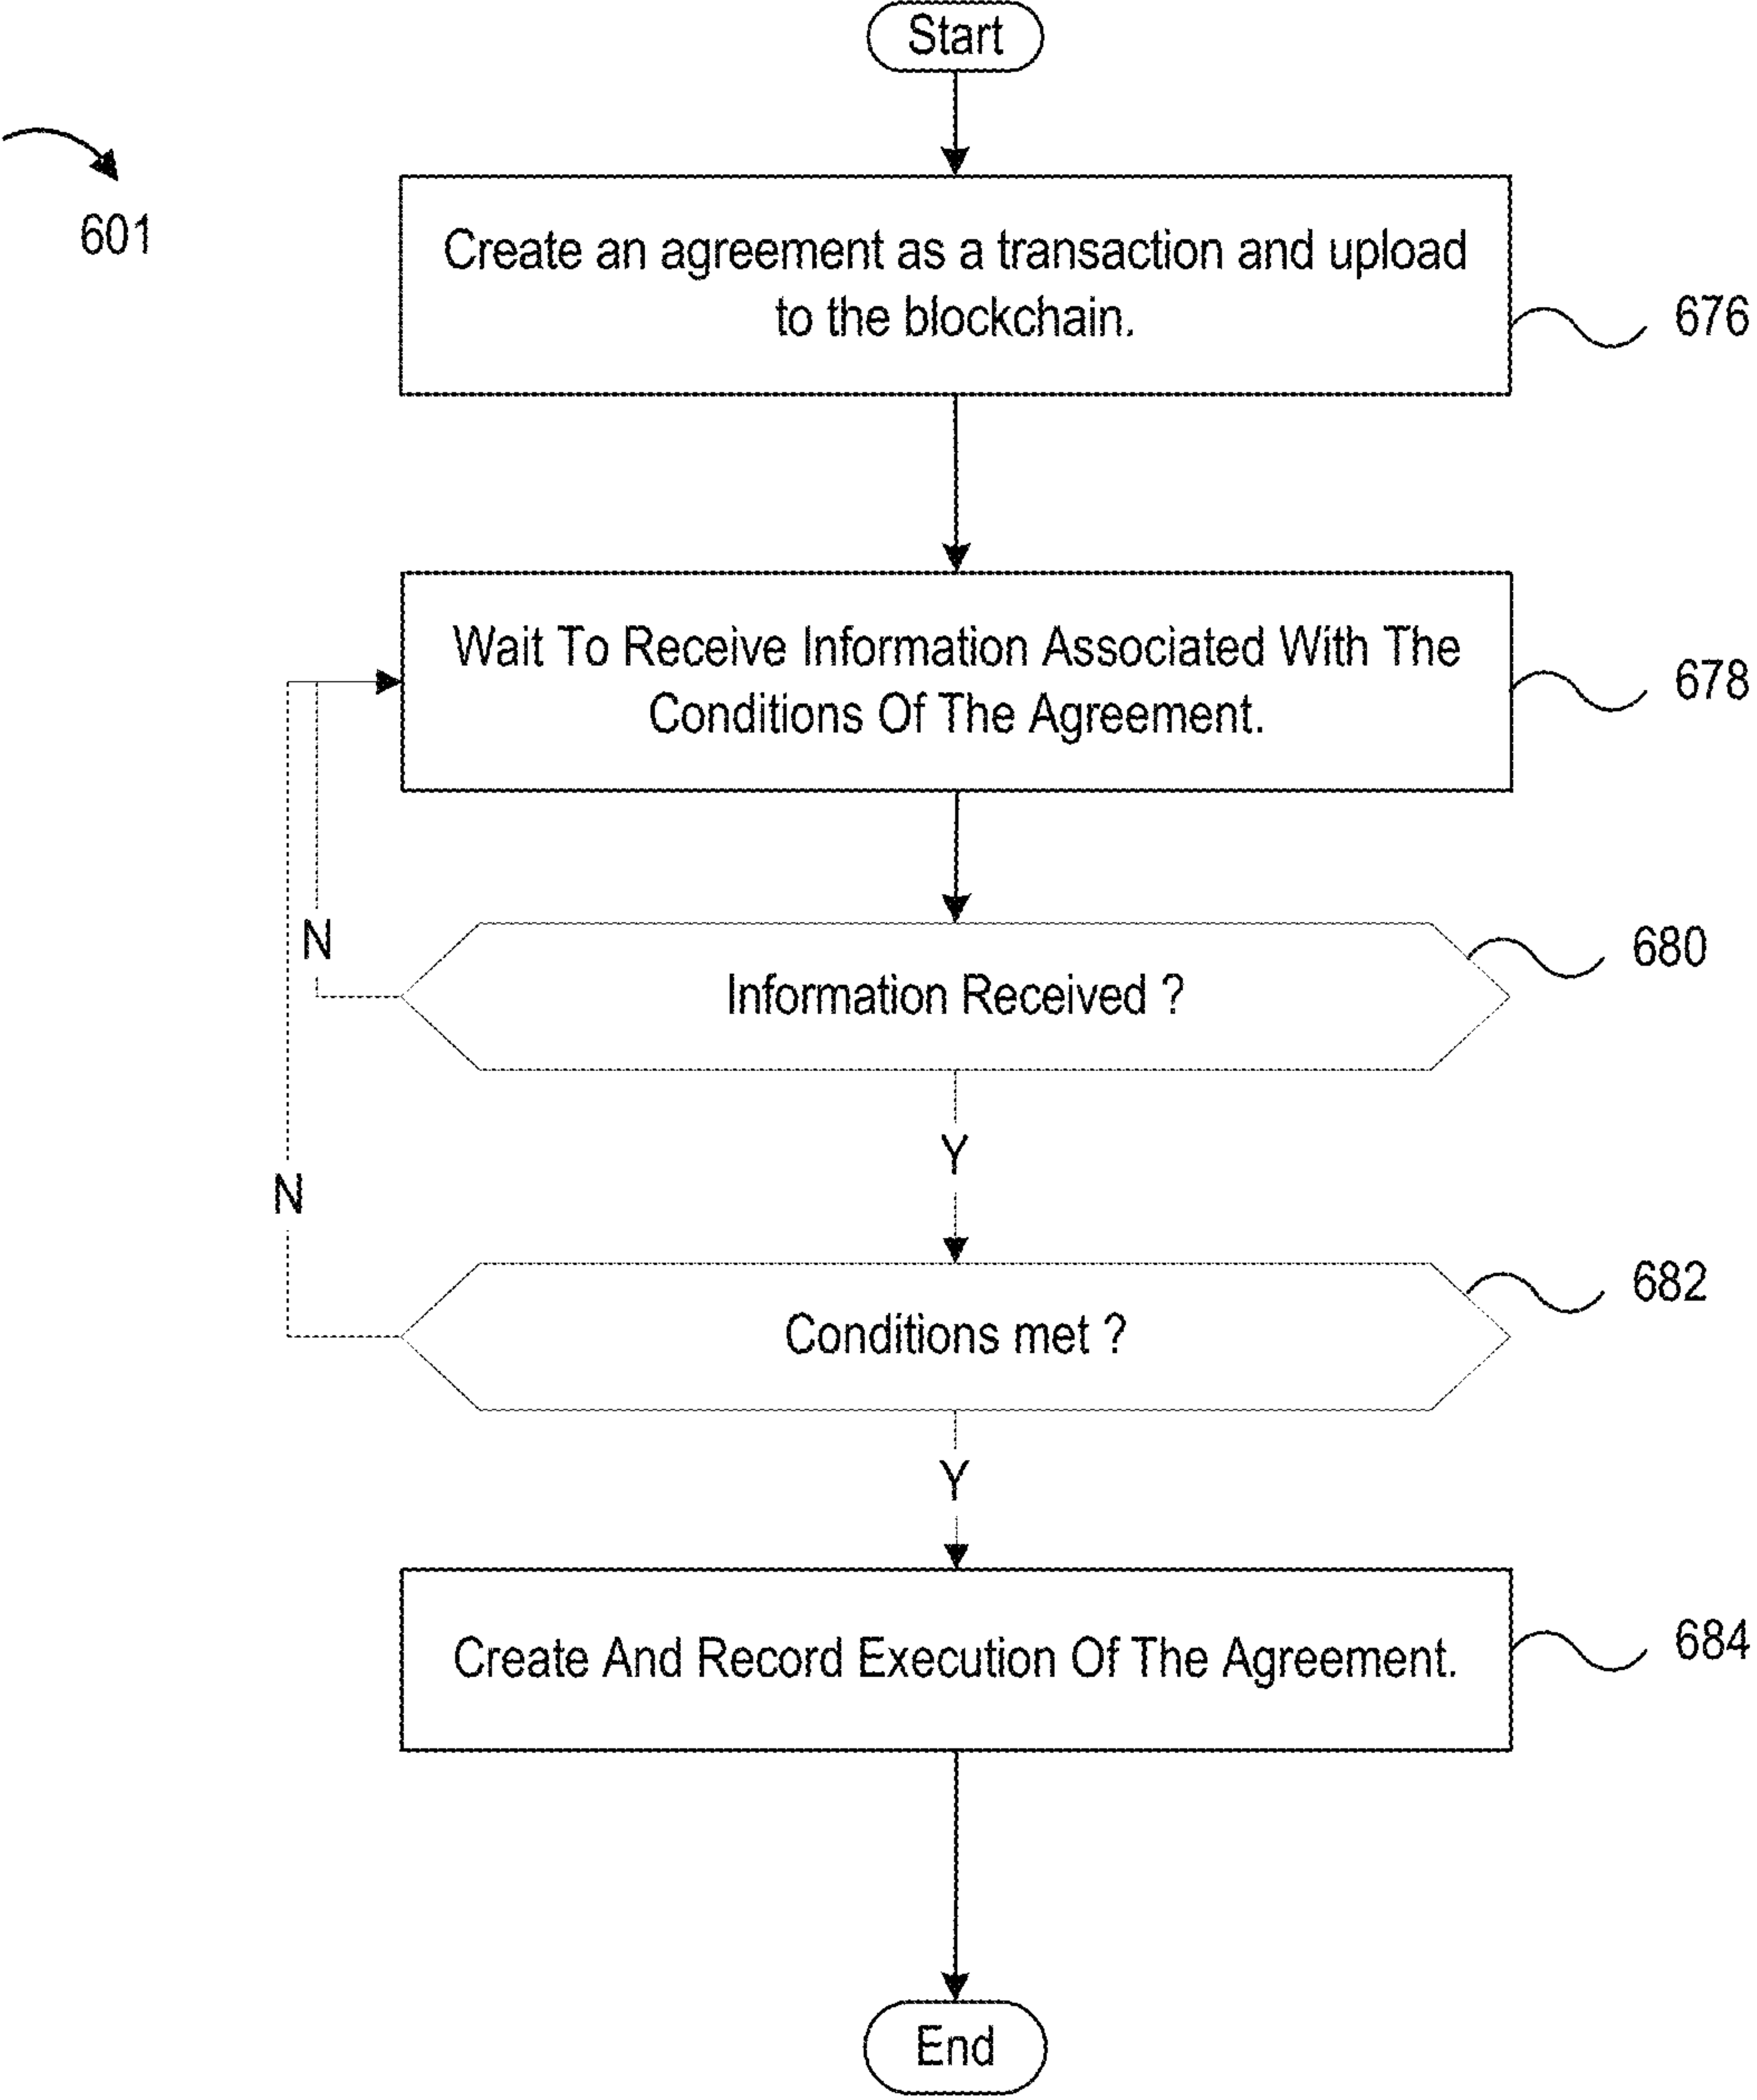 Start
601
Create an agreement as a transaction and upload
to the blockchain.
676
Wait To Receive Information Associated With The
Conditions Of The Agreement.
678
N
Information Received ?
680
Y
N
Conditions met ?
682
Y
Create And Record Execution Of The Agreement.
684
End